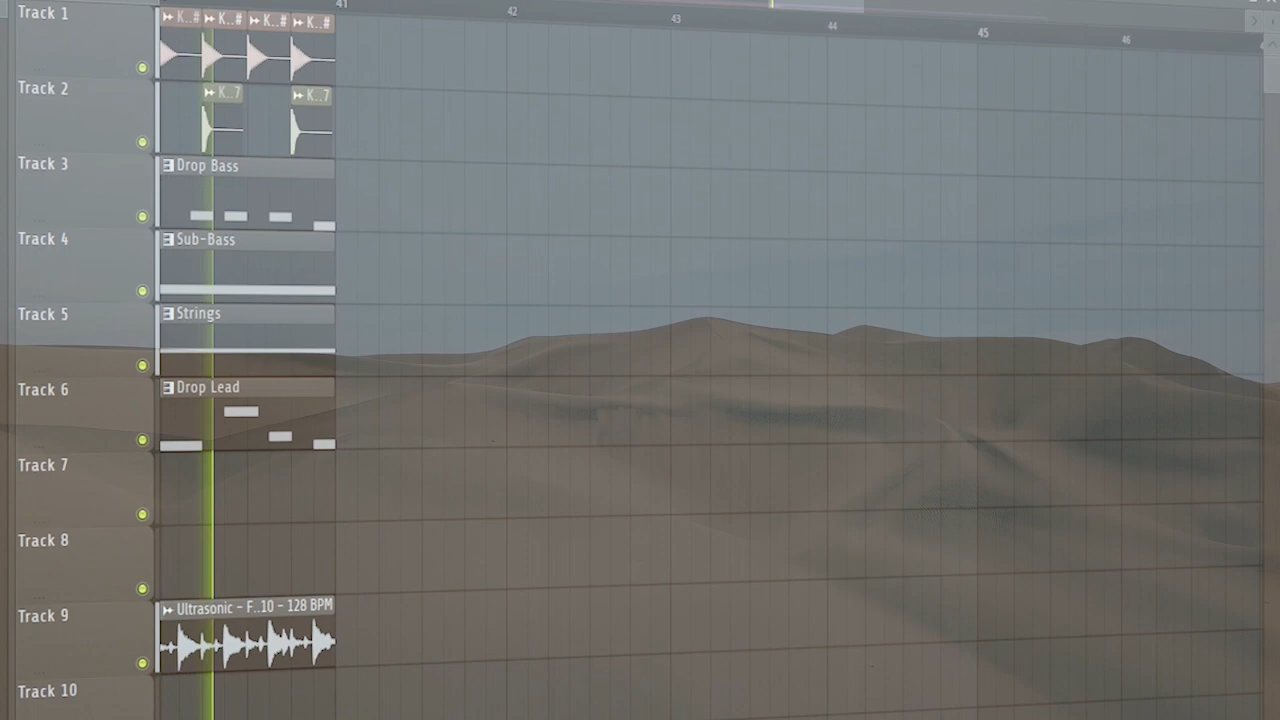 41 42 43 44 45 46
Track 1 K..# K..# K..# K..#
Track 2 K..7 K..7
Track 3 Drop Bass
Track 4 Sub-Bass
Track 5 Strings
Track 6 Drop Lead
Track 7
Track 8
Track 9 Ultrasonic - F..10 - 128 BPM
Track 10